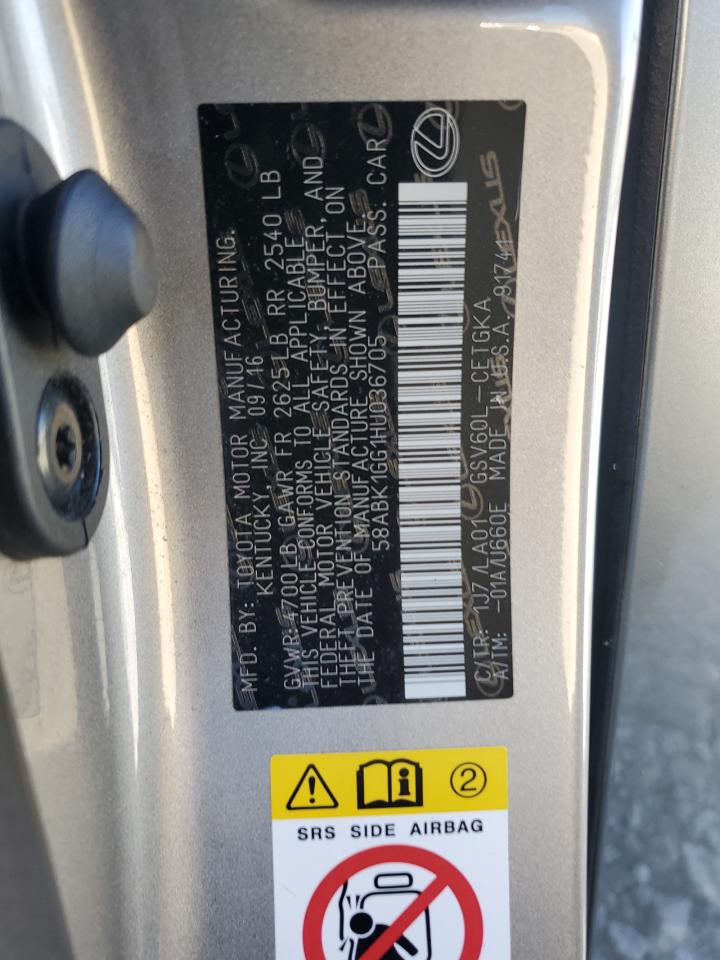 MFD. BY: TOYOTA MOTOR MANUFACTURING.
KENTUCKY, INC. 09/16
GVWR: 4700LB GAWR FR 2625LB RR 2540 LB
THIS VEHICLE CONFORMS TO ALL APPLICABLE
FEDERAL MOTOR VEHICLE SAFETY, BUMPER, AND
THEFT PREVENTION STANDARDS IN EFFECT ON
THE DATE OF MANUFACTURE SHOWN ABOVE.
58ABK1GG1HU036705 PASS. CAR
C/TR: 1J7/LA01 GSV60L-CETGKA
A/TM: -01A/U660E MADE IN U.S.A. 91741
LEXUS
2
SRS SIDE AIRBAG